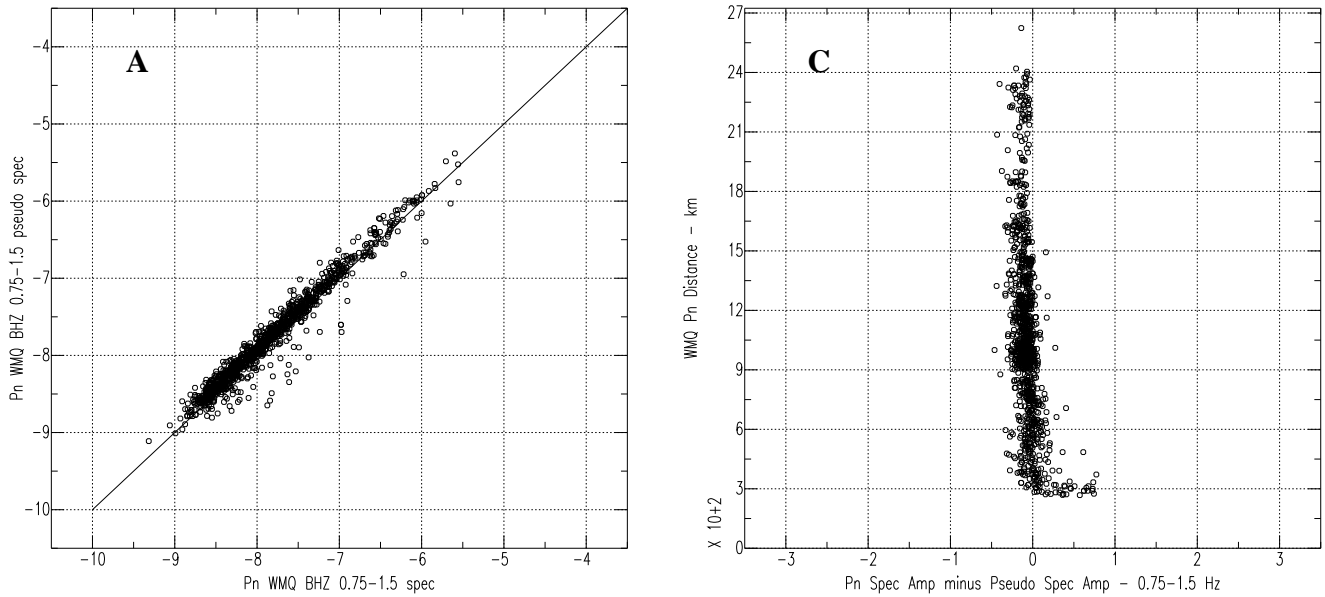 A
−4
−5
−6
−7
−8
−9
−10
−10 −9 −8 −7 −6 −5 −4
Pn WMQ BHZ 0.75−1.5 pseudo spec
Pn WMQ BHZ 0.75−1.5 spec
C
27
24
21
18
15
12
9
6
3
0
−3 −2 −1 0 1 2 3
WMQ Pn Distance − km
X 10+2
Pn Spec Amp minus Pseudo Spec Amp − 0.75−1.5 Hz